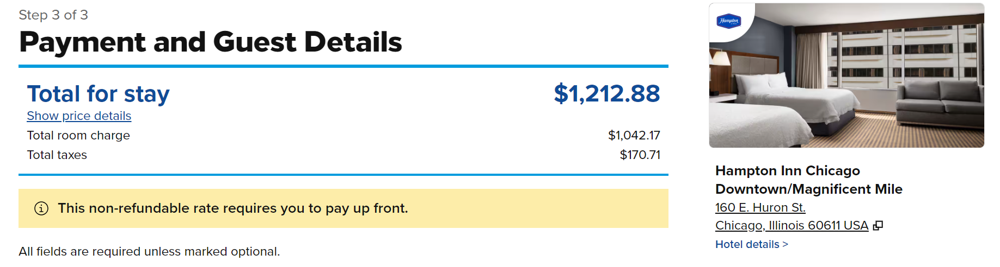 Step 3 of 3
Payment and Guest Details
Total for stay $1,212.88
Show price details
Total room charge $1,042.17
Total taxes $170.71
This non-refundable rate requires you to pay up front.
All fields are required unless marked optional.
Hampton
Hampton Inn Chicago
Downtown/Magnificent Mile
160 E. Huron St.
Chicago, Illinois 60611 USA
Hotel details >